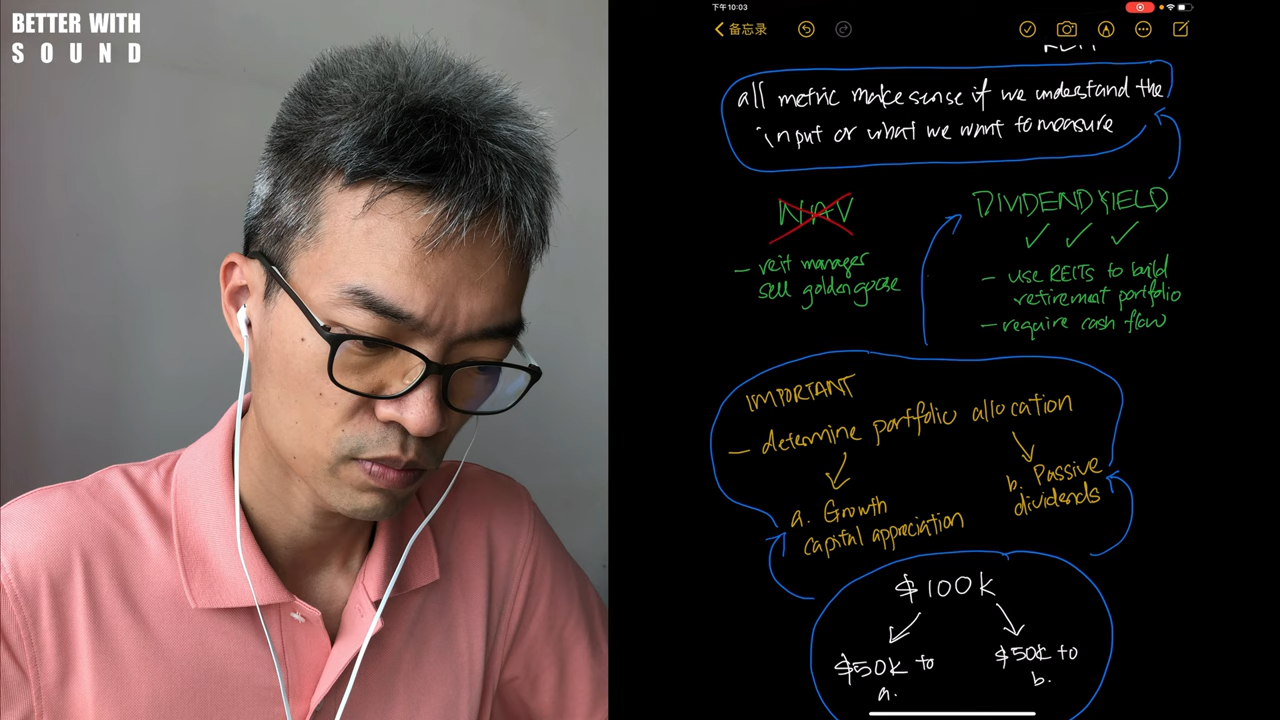 BETTER WITH
SOUND
下午10:03
备忘录
all metric make sense if we understand the
input or what we want to measure
NAV
- reit manager
sell golden goose
DIVIDEND YIELD
- use REITs to build
retirement portfolio
- require cash flow
IMPORTANT
- determine portfolio allocation
a. Growth
capital appreciation
b. Passive
dividends
$100k
$50k to
a.
$50k to
b.